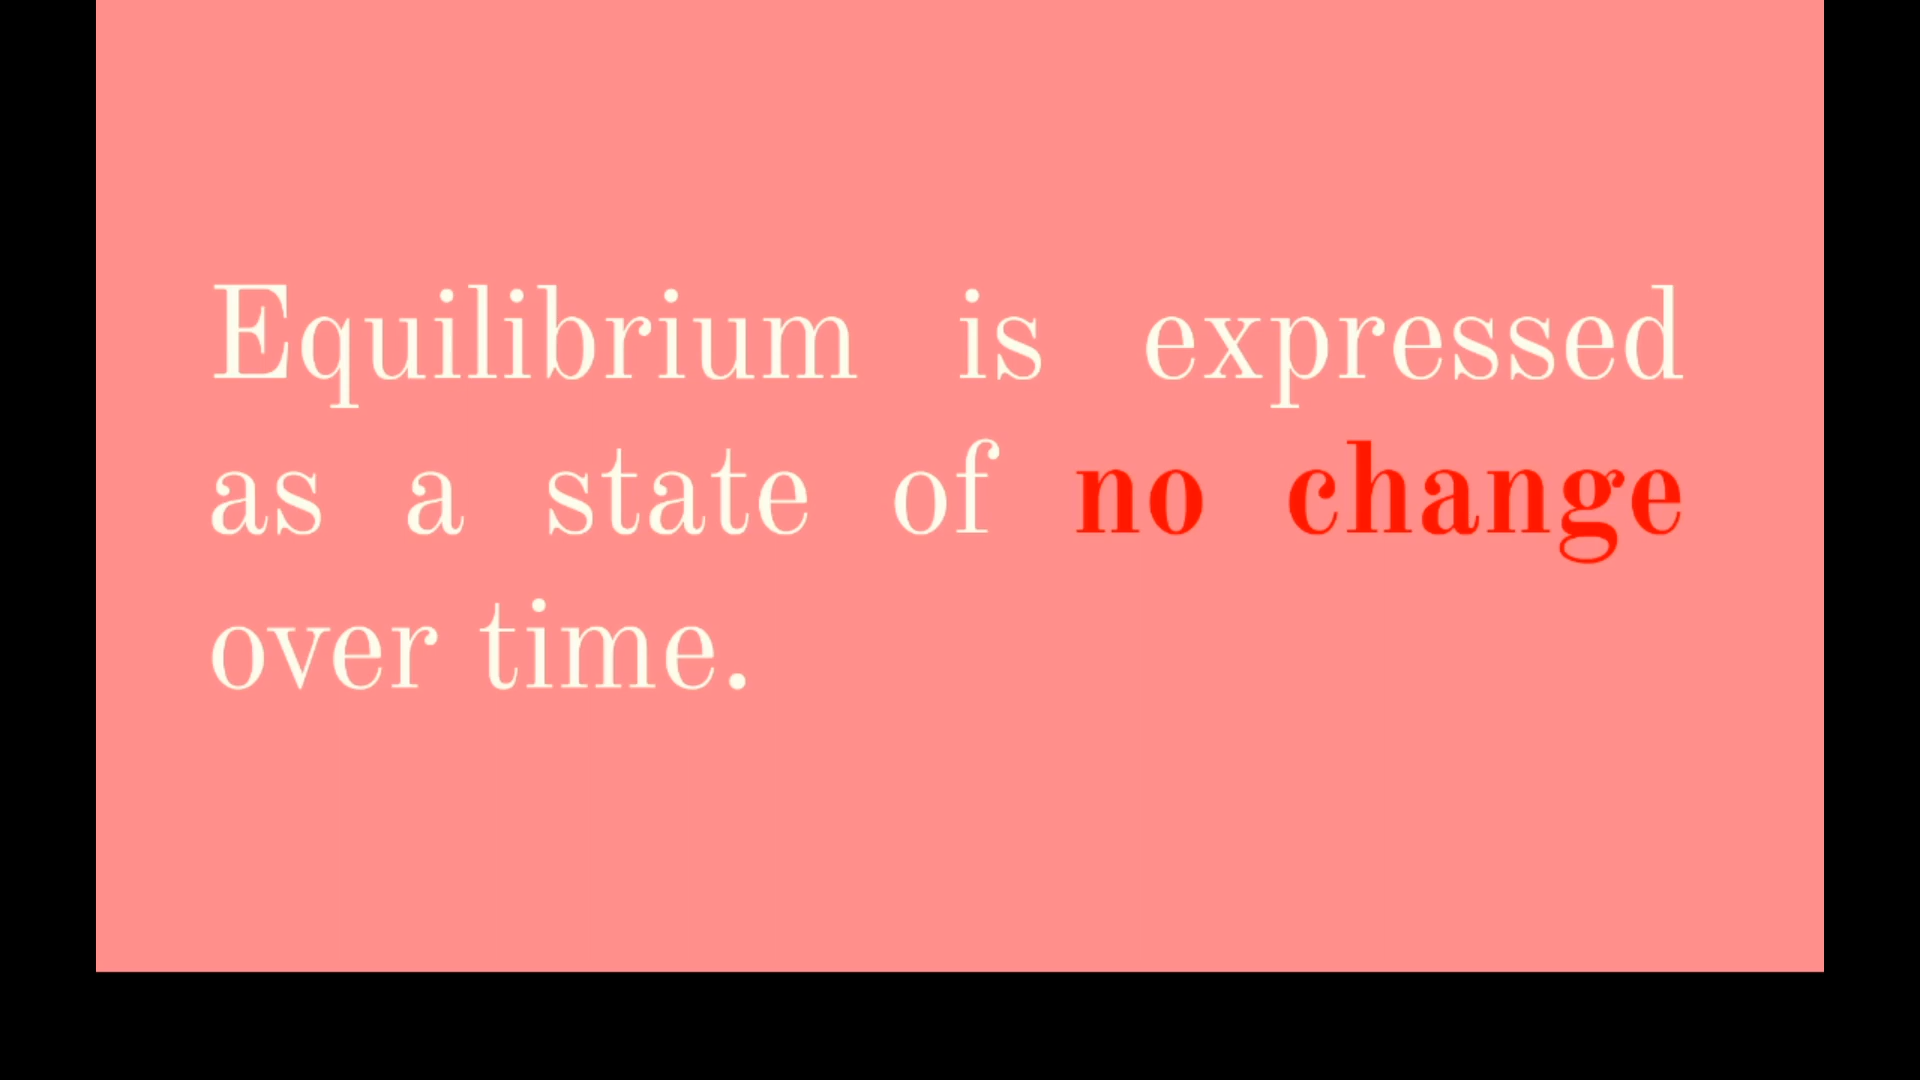 Equilibrium is expressed
as a state of no change
over time.